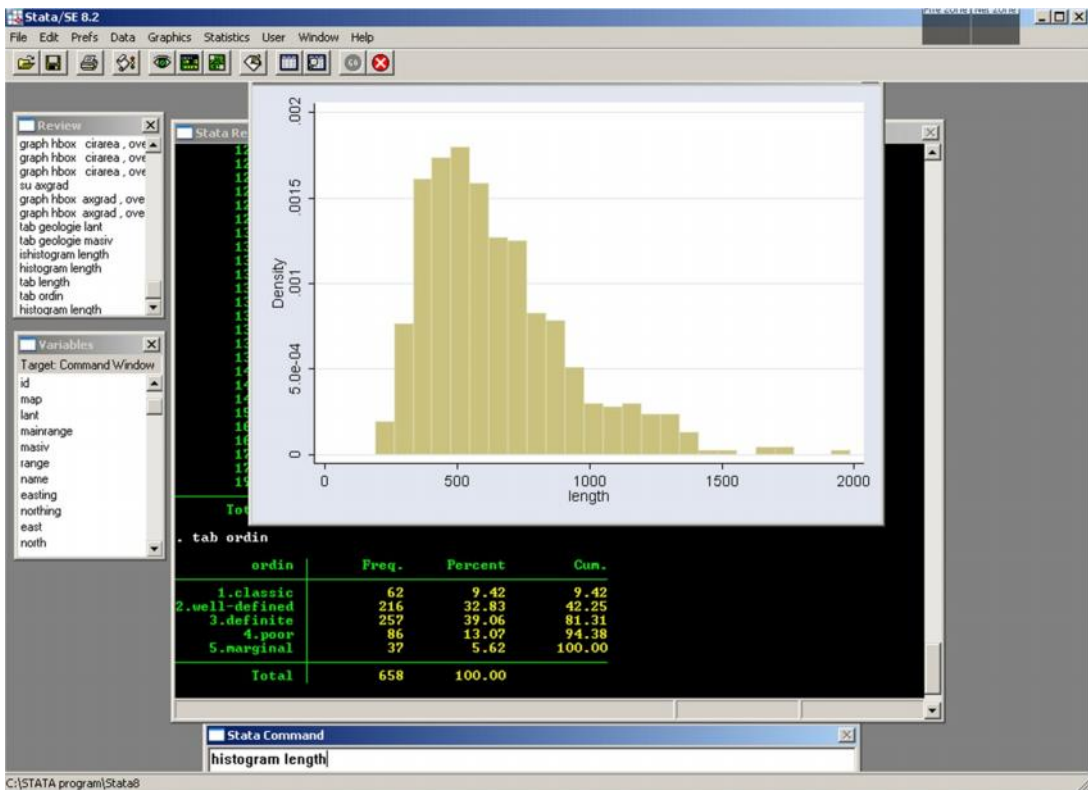 Stata/SE 8.2
File Edit Prefs Data Graphics Statistics User Window Help
Review
graph hbox cirarea , ove
graph hbox cirarea , ove
graph hbox cirarea , ove
su axgrad
graph hbox axgrad , ove
graph hbox axgrad , ove
tab geologie lant
tab geologie masiv
ishistogram length
histogram length
tab length
tab ordin
histogram length
Variables
Target: Command Window
id
map
lant
mainrange
masiv
range
name
easting
northing
east
north
Stata Re
.002
.0015
.001
5.0e-04
0
Density
0 500 1000 1500 2000
length
Tot
. tab ordin
ordin Freq. Percent Cum.
1.classic 62 9.42 9.42
2.well-defined 216 32.83 42.25
3.definite 257 39.06 81.31
4.poor 86 13.07 94.38
5.marginal 37 5.62 100.00
Total 658 100.00
Stata Command
histogram length
C:\STATA program\Stata8